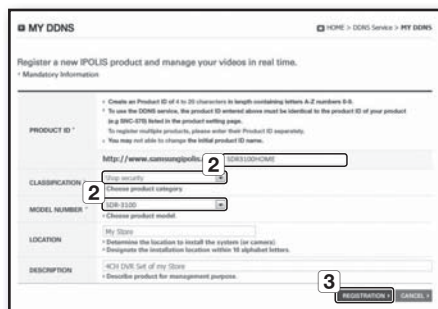 MY DDNS
HOME > DDNS Service > MY DDNS
Register a new IPOLIS product and manage your videos in real time.
* Mandatory Information
PRODUCT ID *
Create an Product ID of 4 to 20 characters in length containing letters A-Z numbers 0-9.
* To use the DDNS service, the product ID entered above must be identical to the product ID of your product
(e.g SNC-570) listed in the product setting page.
To register multiple products, please enter their Product ID separately.
You may not able to change the initial product ID name.
http://www.samsungipolis. SDR3100HOME
2
CLASSIFICATION
Shop security
Choose product category.
2
MODEL NUMBER *
SDR-3100
Choose product model.
LOCATION
My Store
Determine the location to install the system (or camera)
Designate the installation location within 10 alphabet letters.
DESCRIPTION
4CH DVR Set of my Store
Describe product for management purpose.
3
REGISTRATION
CANCEL